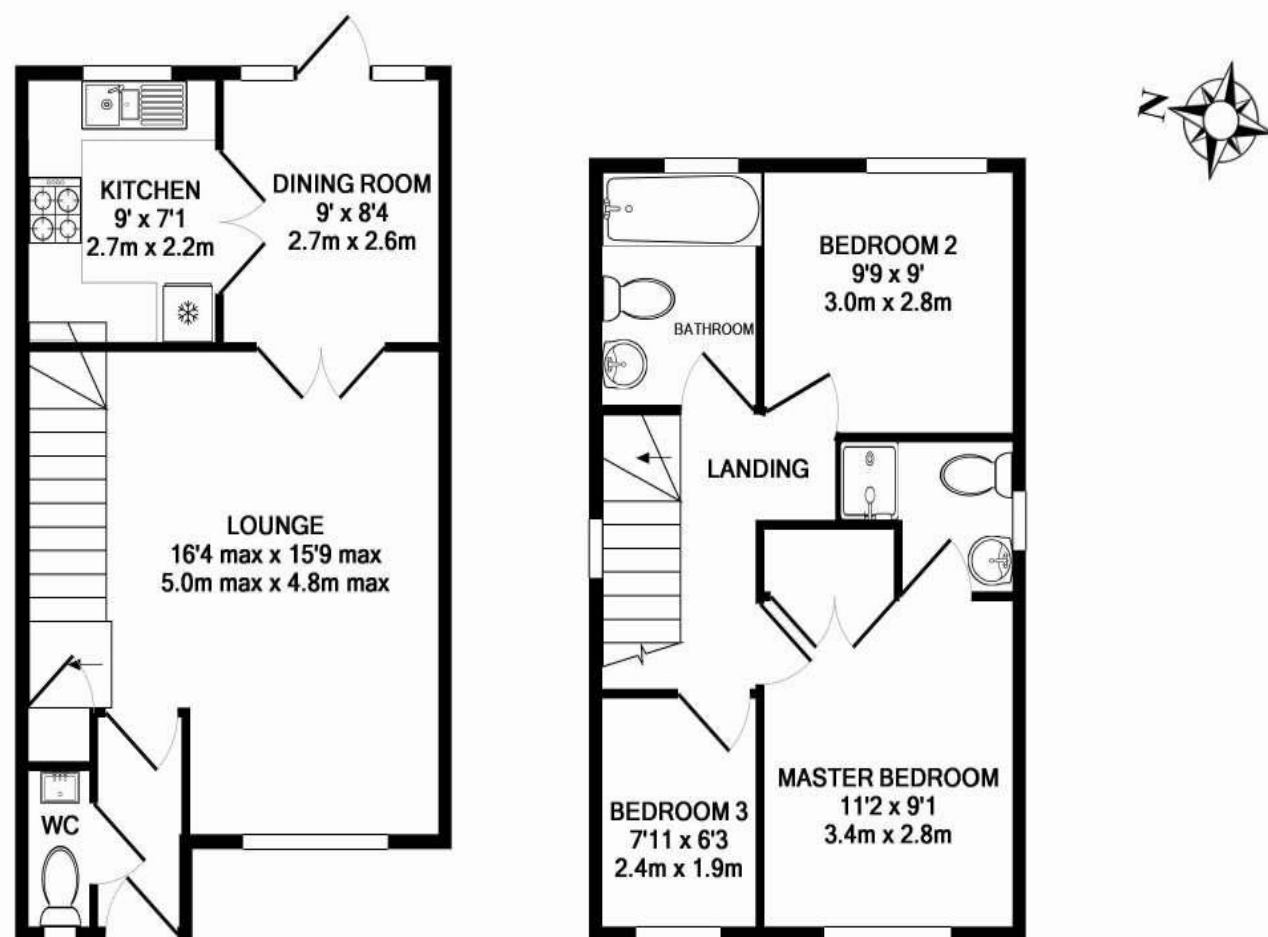 N
KITCHEN
9' x 7'1
2.7m x 2.2m
DINING ROOM
9' x 8'4
2.7m x 2.6m
LOUNGE
16'4 max x 15'9 max
5.0m max x 4.8m max
WC
BATHROOM
BEDROOM 2
9'9 x 9'
3.0m x 2.8m
LANDING
BEDROOM 3
7'11 x 6'3
2.4m x 1.9m
MASTER BEDROOM
11'2 x 9'1
3.4m x 2.8m